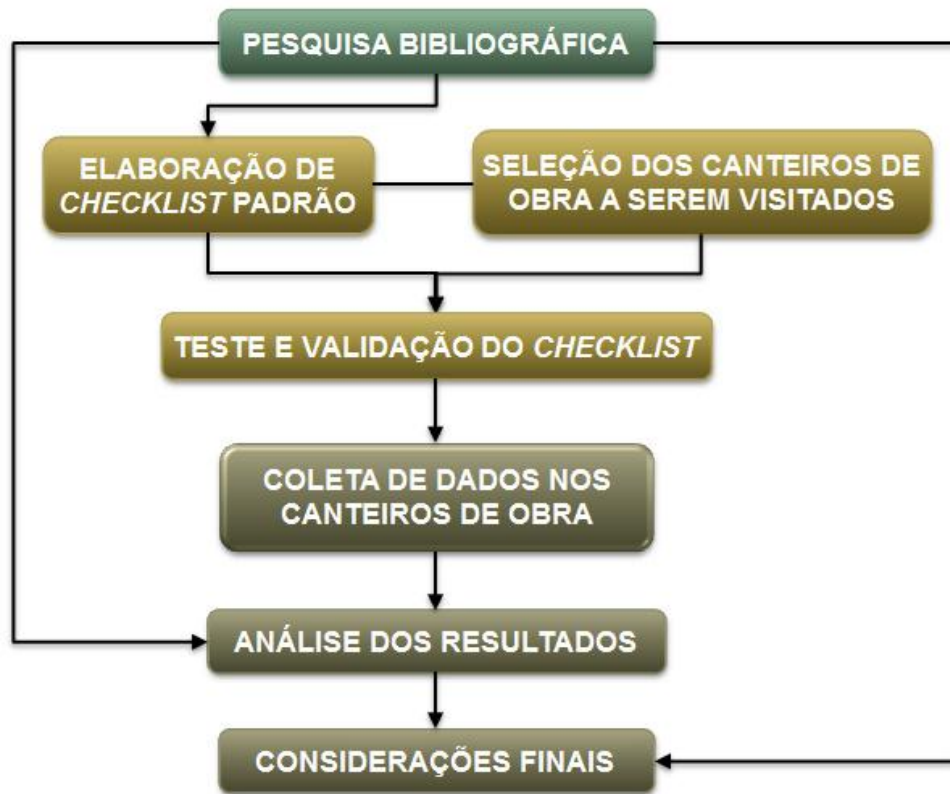 PESQUISA BIBLIOGRÁFICA
ELABORAÇÃO DE
CHECKLIST PADRÃO
SELEÇÃO DOS CANTEIROS DE
OBRA A SEREM VISITADOS
TESTE E VALIDAÇÃO DO CHECKLIST
COLETA DE DADOS NOS
CANTEIROS DE OBRA
ANÁLISE DOS RESULTADOS
CONSIDERAÇÕES FINAIS